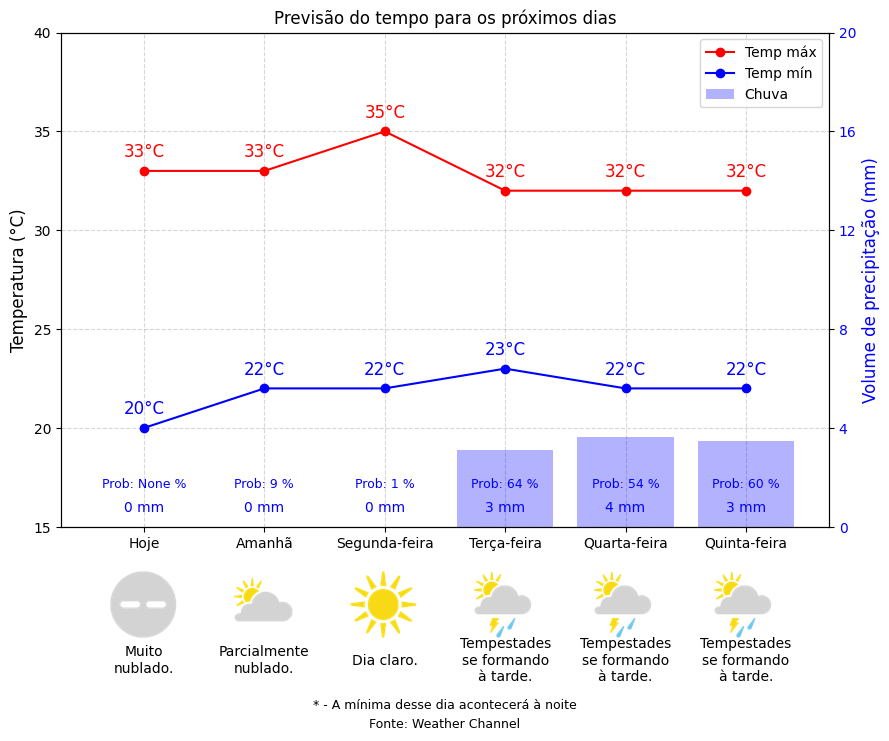 Previsão do tempo para os próximos dias
Temp máx
Temp mín
Chuva
Temperatura (°C)
40
35
30
25
20
15
Volume de precipitação (mm)
20
16
12
8
4
0
33°C
33°C
35°C
32°C
32°C
32°C
20°C
22°C
22°C
23°C
22°C
22°C
Prob: None %
Prob: 9 %
Prob: 1 %
Prob: 64 %
Prob: 54 %
Prob: 60 %
0 mm
0 mm
0 mm
3 mm
4 mm
3 mm
Hoje
Amanhã
Segunda-feira
Terça-feira
Quarta-feira
Quinta-feira
Muito
nublado.
Parcialmente
nublado.
Dia claro.
Tempestades
se formando
à tarde.
Tempestades
se formando
à tarde.
Tempestades
se formando
à tarde.
* - A mínima desse dia acontecerá à noite
Fonte: Weather Channel